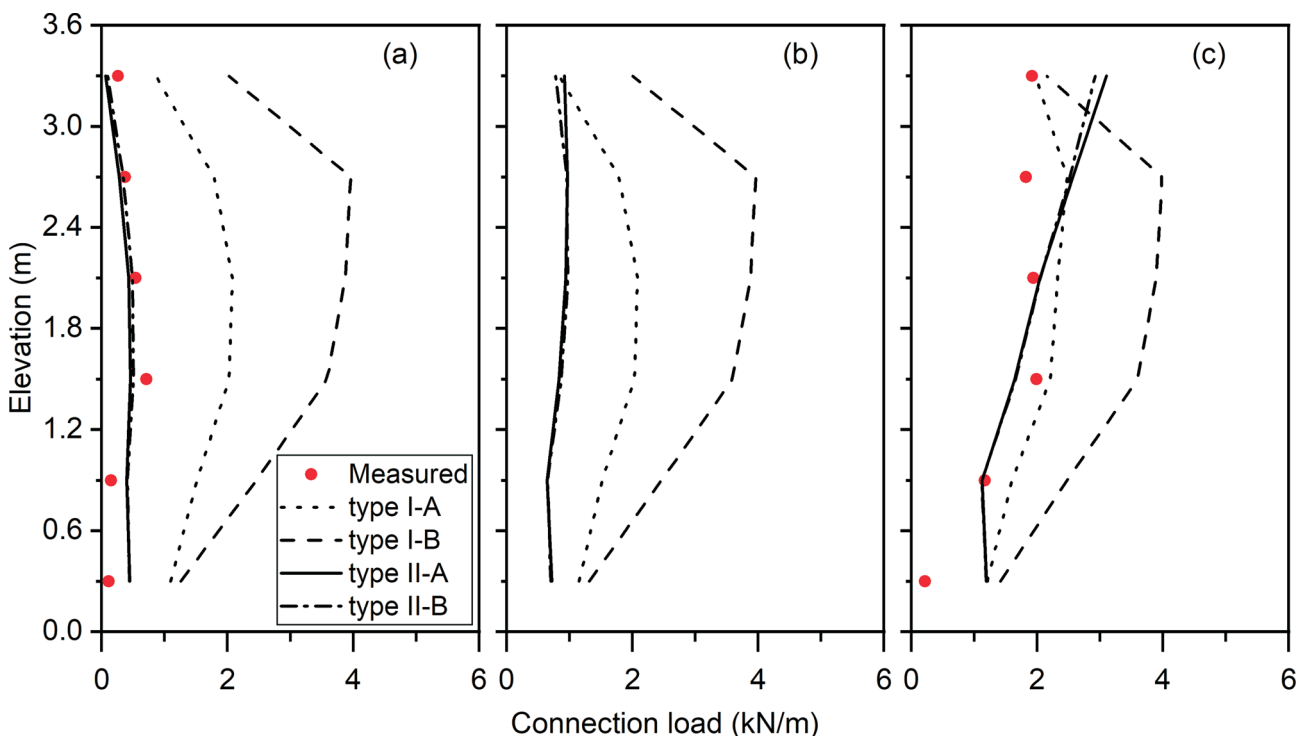 3.6
3.0
2.4
1.8
1.2
0.6
0.0
Elevation (m)
(a)
(b)
(c)
Measured
type I-A
type I-B
type II-A
type II-B
0 2 4 6
0 2 4 6
0 2 4 6
Connection load (kN/m)